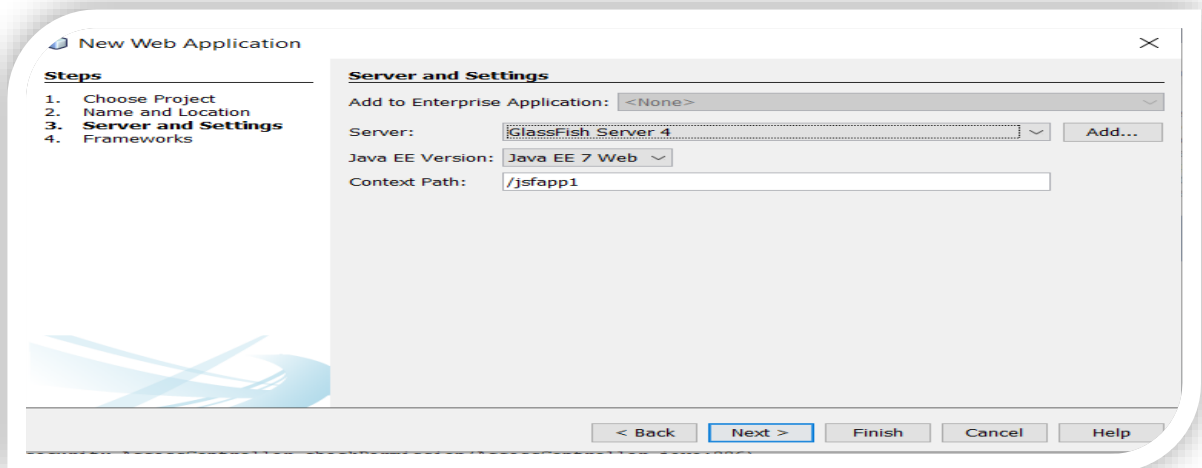 New Web Application
Steps
1. Choose Project
2. Name and Location
3. Server and Settings
4. Frameworks
Server and Settings
Add to Enterprise Application: <None>
Server: GlassFish Server 4 Add...
Java EE Version: Java EE 7 Web
Context Path: /jsfapp1
< Back Next > Finish Cancel Help